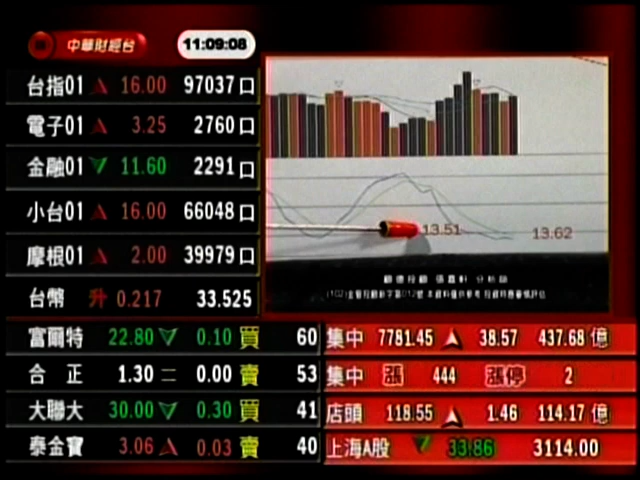 中華財經台 11:09:08
台指01 16.00 97037口
電子01 3.25 2760口
金融01 11.60 2291口
小台01 16.00 66048口
摩根01 2.00 39979口
台幣 升 0.217 33.525
13.51 13.62
富爾特 22.80 0.10 買 60
合正 1.30 0.00 賣 53
大聯大 30.00 0.30 買 41
泰金寶 3.06 0.03 賣 40
集中 7781.45 38.57 437.68 億
集中 漲 444 漲停 2
店頭 118.55 1.46 114.17 億
上海A股 33.86 3114.00